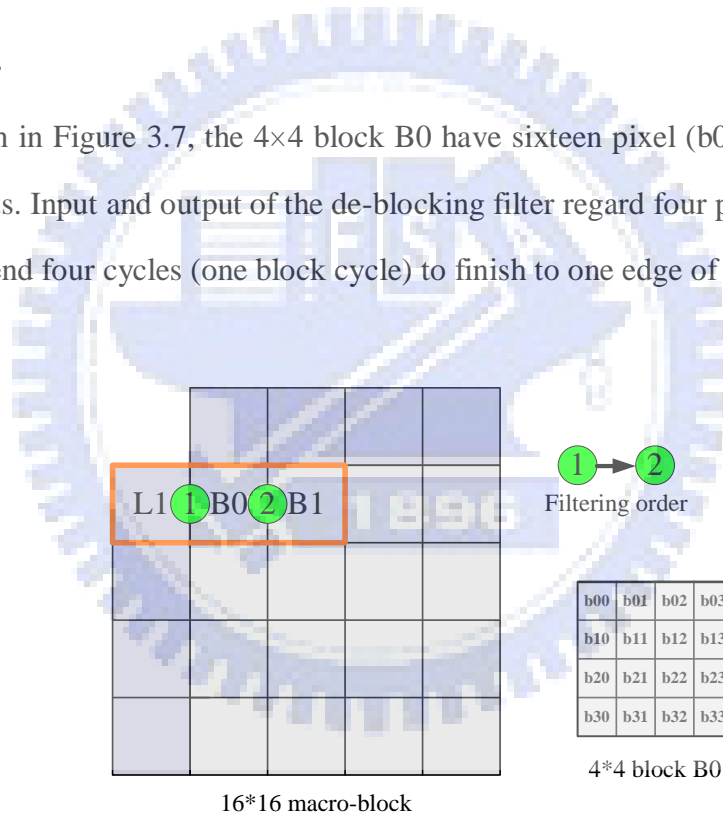 in Figure 3.7, the 4×4 block B0 have sixteen pixel (b0
Input and output of the de-blocking filter regard four
four cycles (one block cycle) to finish to one edge of
L1 1 B0 2 B1
1 2
Filtering order
1896
b00 b01 b02 b03
b10 b11 b12 b13
b20 b21 b22 b23
b30 b31 b32 b33
4*4 block B0
16*16 macro-block